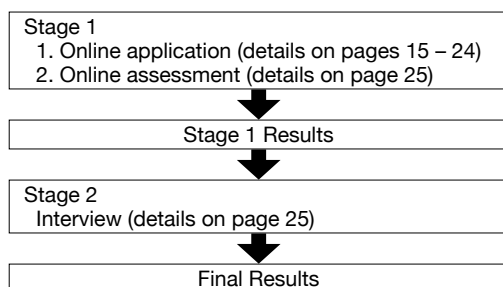 Stage 1
1. Online application (details on pages 15 – 24)
2. Online assessment (details on page 25)
Stage 1 Results
Stage 2
Interview (details on page 25)
Final Results